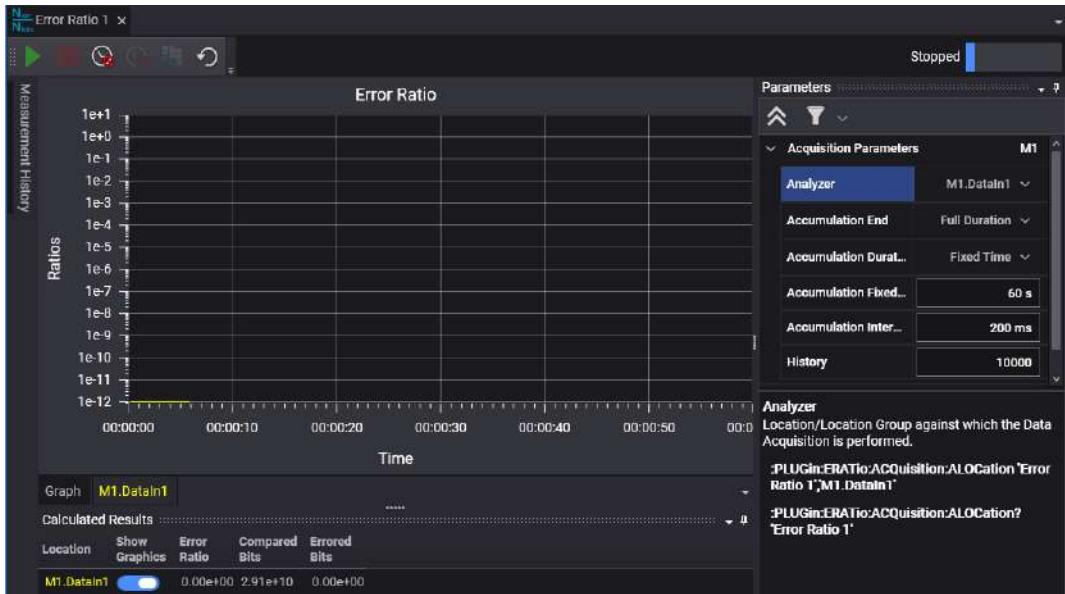 Error Ratio 1 ×
Stopped
Measurement History
Error Ratio
1e+1
1e+0
1e-1
1e-2
1e-3
1e-4
1e-5
1e-6
1e-7
1e-8
1e-9
1e-10
1e-11
1e-12
Ratios
00:00:00 00:00:10 00:00:20 00:00:30 00:00:40 00:00:50 00:0
Time
Graph M1.DataIn1
Calculated Results
Location Show Graphics Error Ratio Compared Bits Errored Bits
M1.DataIn1 0.00e+00 2.91e+10 0.00e+00
Parameters
Acquisition Parameters M1
Analyzer M1.DataIn1
Accumulation End Full Duration
Accumulation Durat... Fixed Time
Accumulation Fixed... 60 s
Accumulation Inter... 200 ms
History 10000
Analyzer
Location/Location Group against which the Data
Acquisition is performed.
:PLUGin:ERATio:ACQuisition:ALOCation 'Error
Ratio 1','M1.DataIn1'
:PLUGin:ERATio:ACQuisition:ALOCation?
'Error Ratio 1'